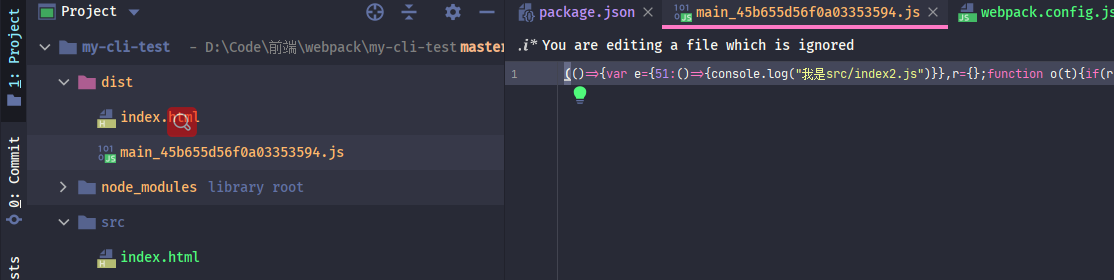 Project
package.json
main_45b655d56f0a03353594.js
webpack.config.js
my-cli-test - D:\Code\前端\webpack\my-cli-test master
.i* You are editing a file which is ignored
dist
1 (()=>{var e={51:()=>{console.log("我是src/index2.js")}},r={};function o(t){if(r
index.html
main_45b655d56f0a03353594.js
node_modules library root
src
index.html
1: Project
0: Commit
sts